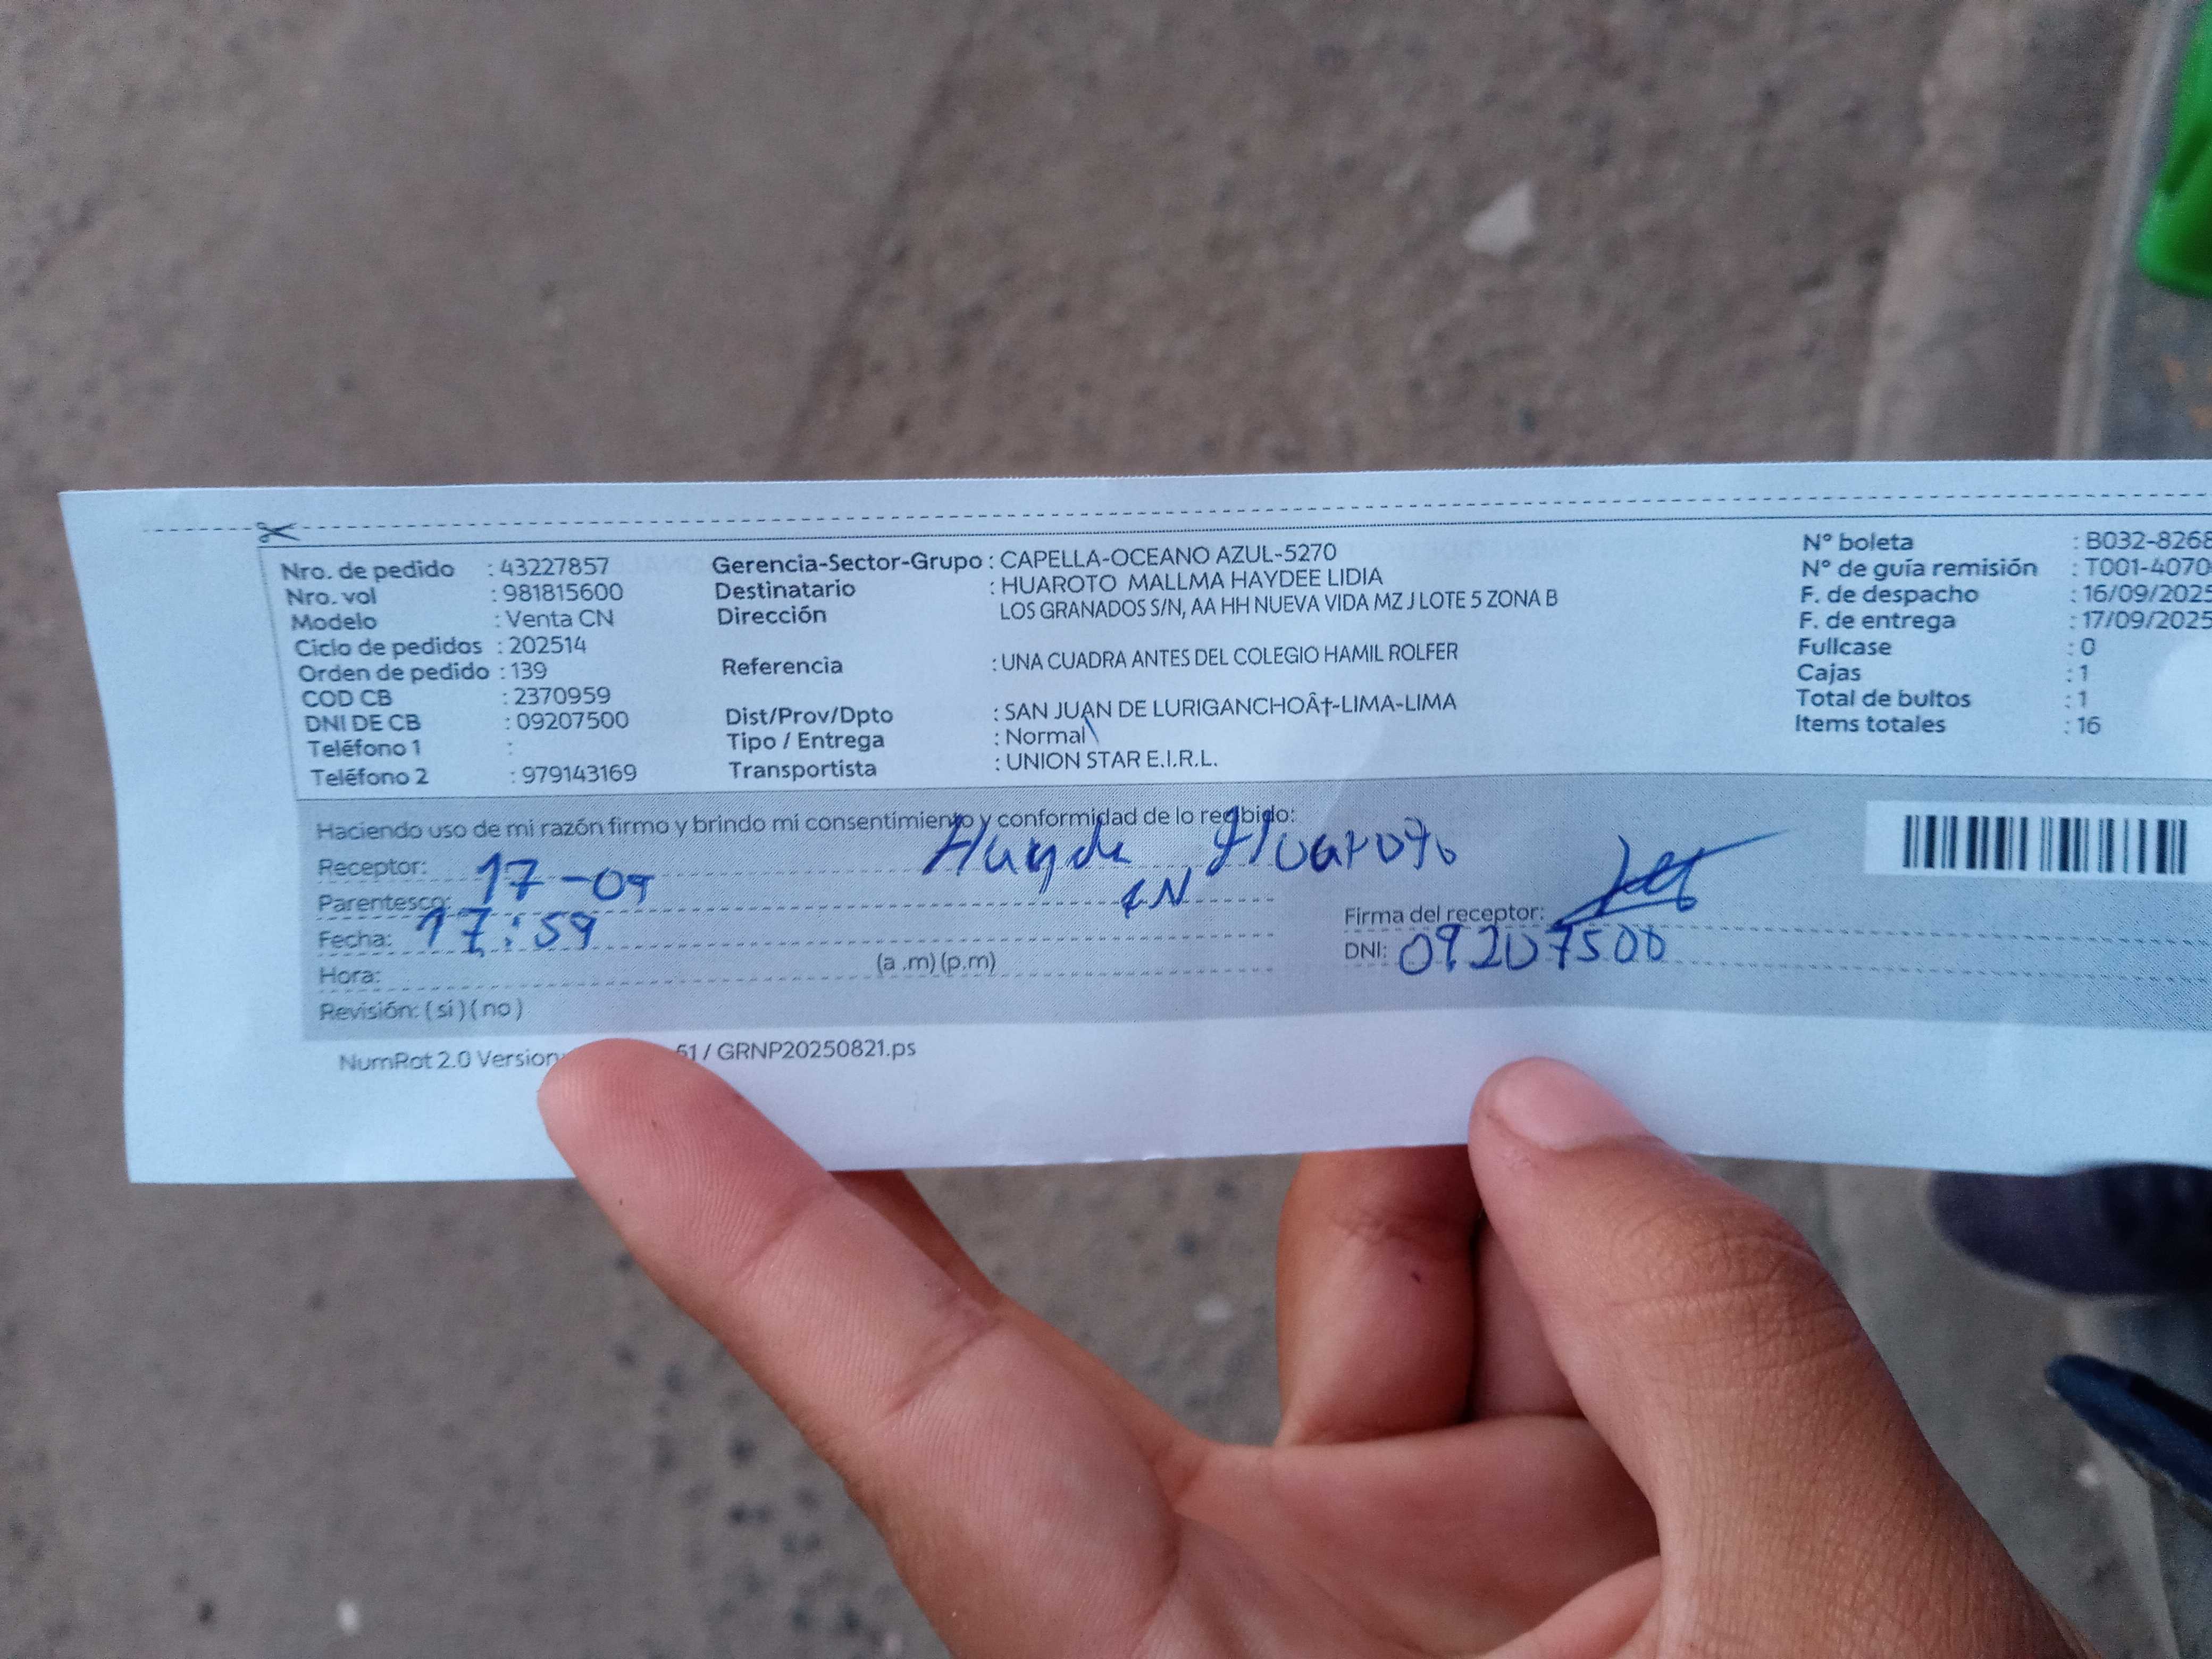 Nro. de pedido : 43227857 Gerencia-Sector-Grupo : CAPELLA-OCEANO AZUL-5270 N° boleta : B032-8268
Nro. vol : 981815600 Destinatario : HUAROTO MALLMA HAYDEE LIDIA N° de guía remisión : T001-4070
Modelo : Venta CN Dirección LOS GRANADOS S/N, AA HH NUEVA VIDA MZ J LOTE 5 ZONA B F. de despacho : 16/09/2025
Ciclo de pedidos : 202514 F. de entrega : 17/09/2025
Orden de pedido : 139 Referencia : UNA CUADRA ANTES DEL COLEGIO HAMIL ROLFER Fullcase : 0
COD CB : 2370959 Cajas : 1
DNI DE CB : 09207500 Dist/Prov/Dpto : SAN JUAN DE LURIGANCHOÂ†-LIMA-LIMA Total de bultos : 1
Teléfono 1 : Tipo / Entrega : Normal Items totales : 16
Teléfono 2 : 979143169 Transportista : UNION STAR E.I.R.L.
Haciendo uso de mi razón firmo y brindo mi consentimiento y conformidad de lo recibido:
Receptor: 17-09 Hayde Huaroto
Parentesco: CN
Fecha: 17:59 Firma del receptor:
Hora: (a .m) (p.m) DNI: 09207500
Revisión: ( si ) ( no )
NumRot 2.0 Version 51 / GRNP20250821.ps